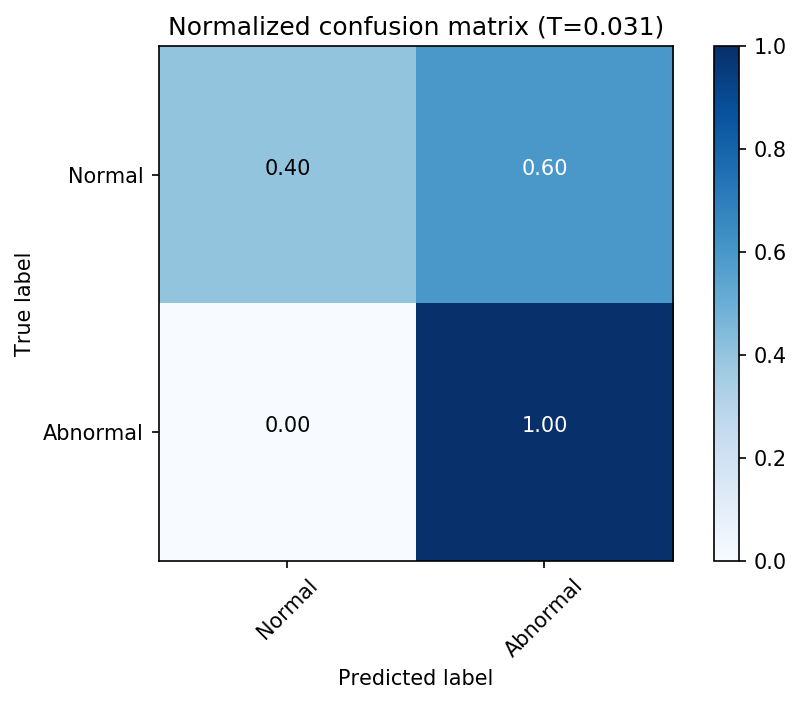 Normalized confusion matrix (T=0.031)
True label
Normal
Abnormal
0.40
0.60
0.00
1.00
Normal
Abnormal
Predicted label
1.0
0.8
0.6
0.4
0.2
0.0